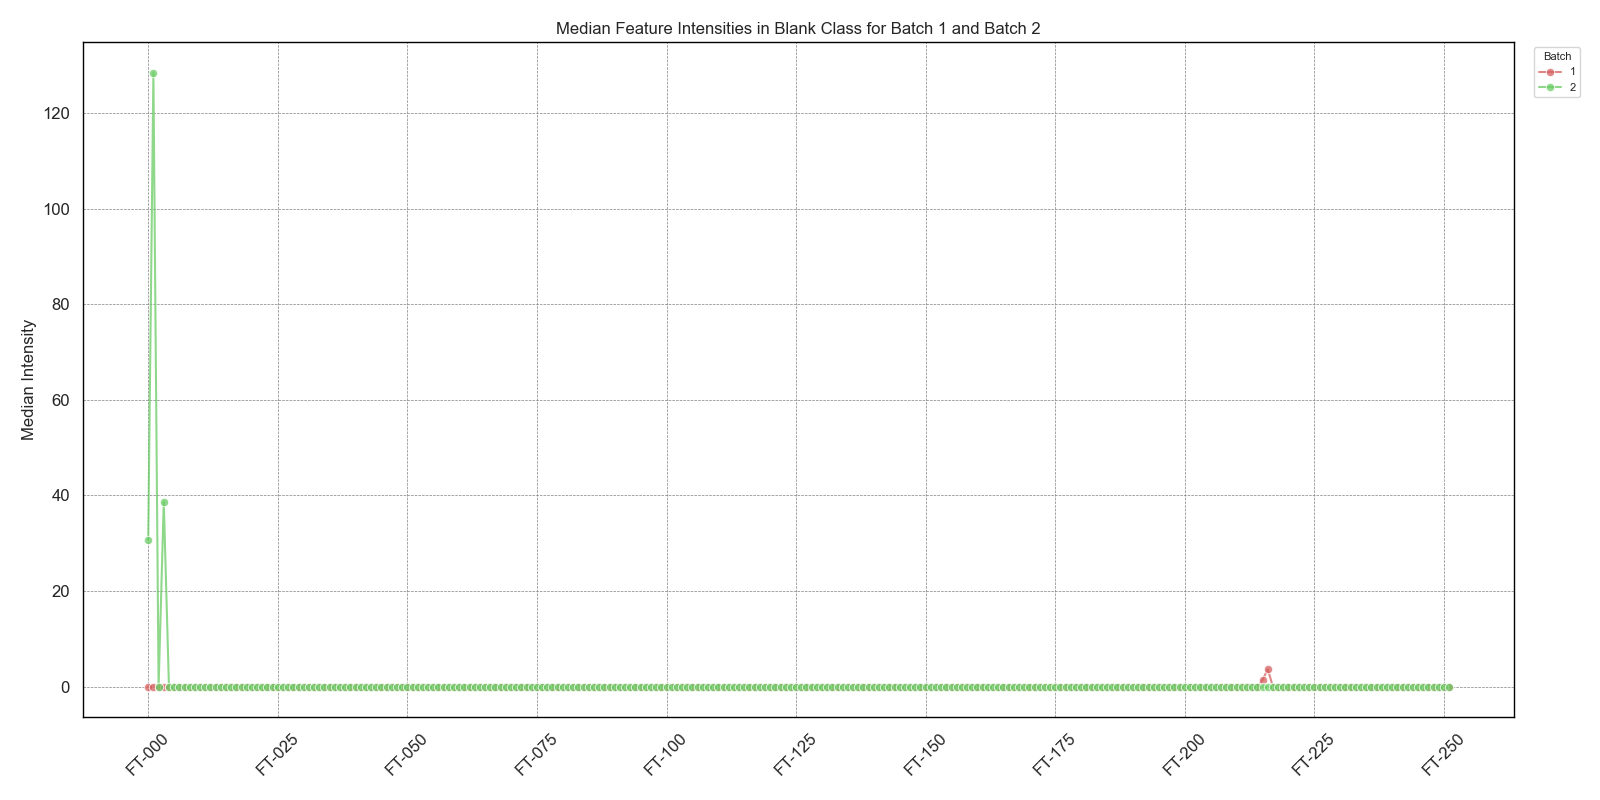 Median Feature Intensities in Blank Class for Batch 1 and Batch 2
Batch
1
2
Median Intensity
120
100
80
60
40
20
0
FT-000
FT-025
FT-050
FT-075
FT-100
FT-125
FT-150
FT-175
FT-200
FT-225
FT-250